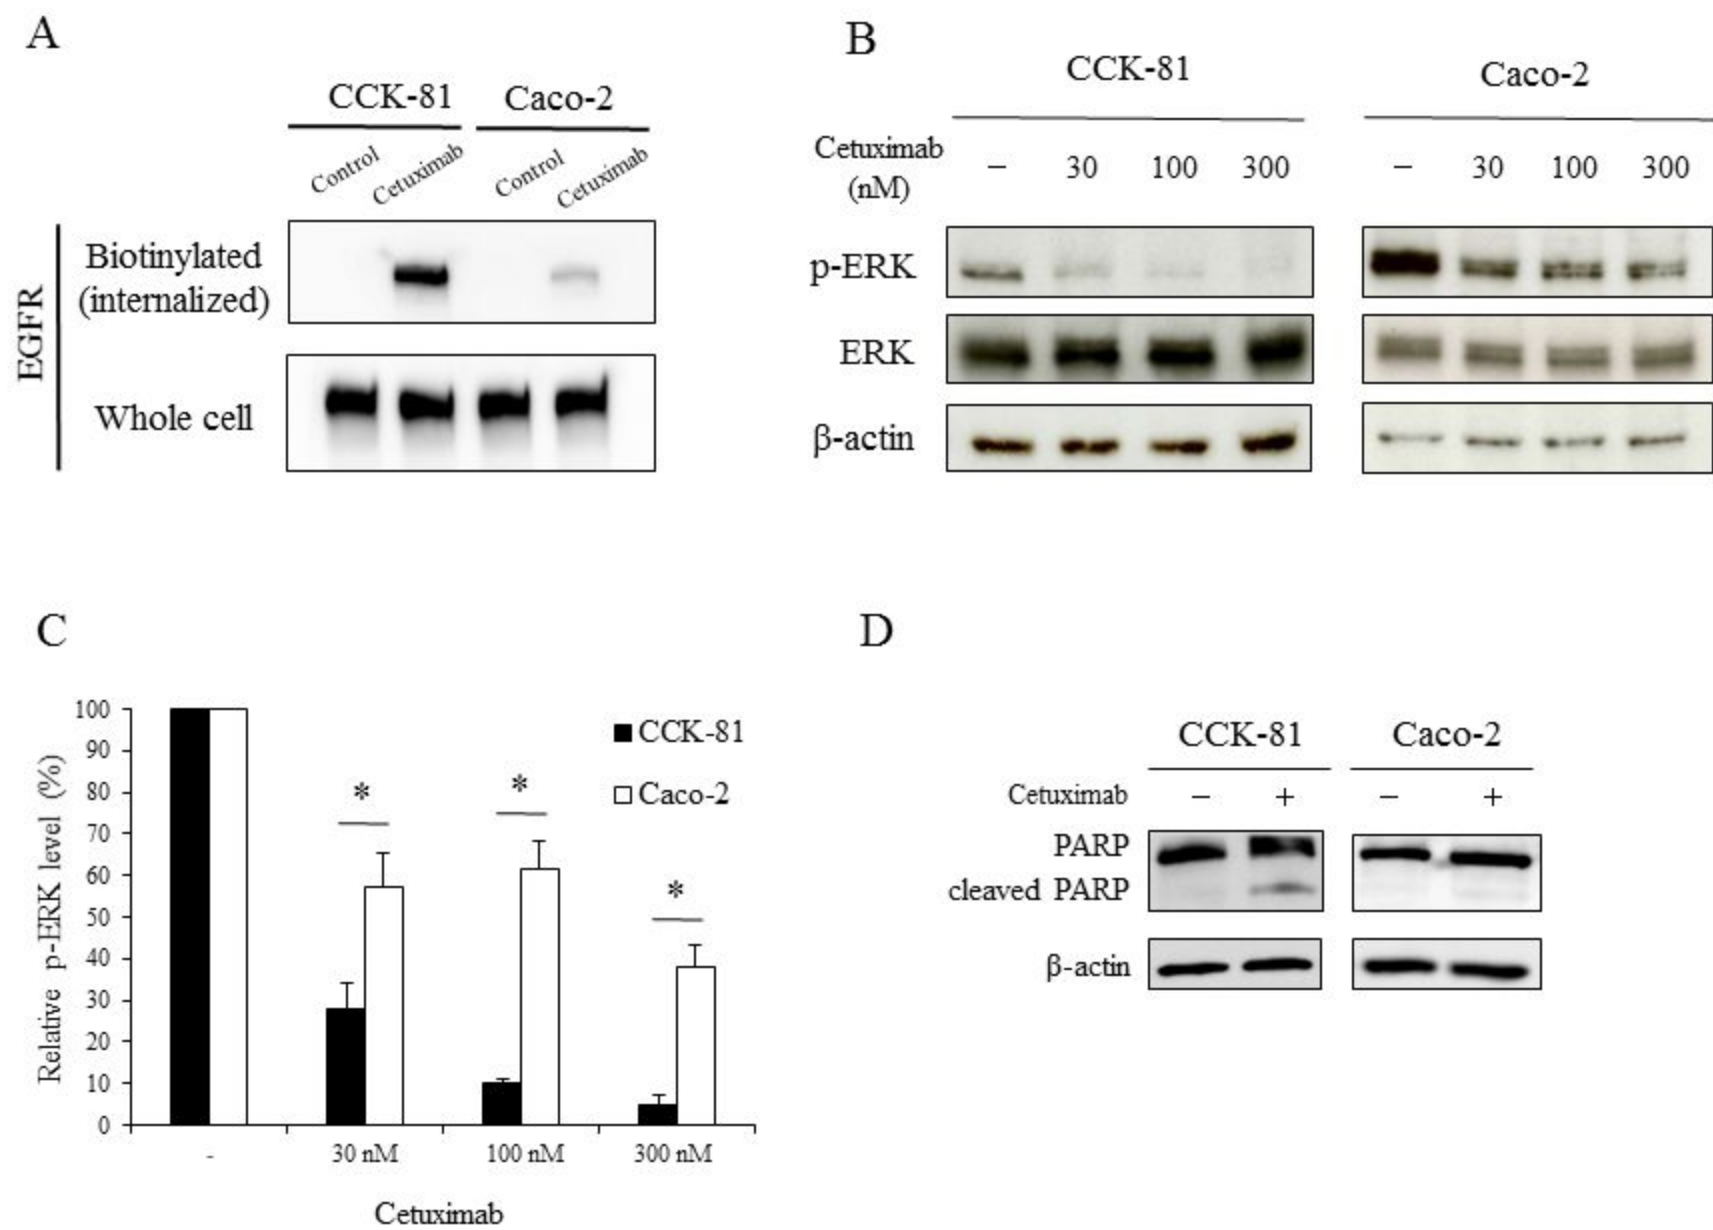 A
CCK-81 Caco-2
Control Cetuximab Control Cetuximab
EGFR
Biotinylated
(internalized)
Whole cell
B
CCK-81 Caco-2
Cetuximab
(nM)
– 30 100 300 – 30 100 300
p-ERK
ERK
β-actin
C
Relative p-ERK level (%)
100
90
80
70
60
50
40
30
20
10
0
CCK-81
Caco-2
* * *
- 30 nM 100 nM 300 nM
Cetuximab
D
CCK-81 Caco-2
Cetuximab – + – +
PARP
cleaved PARP
β-actin